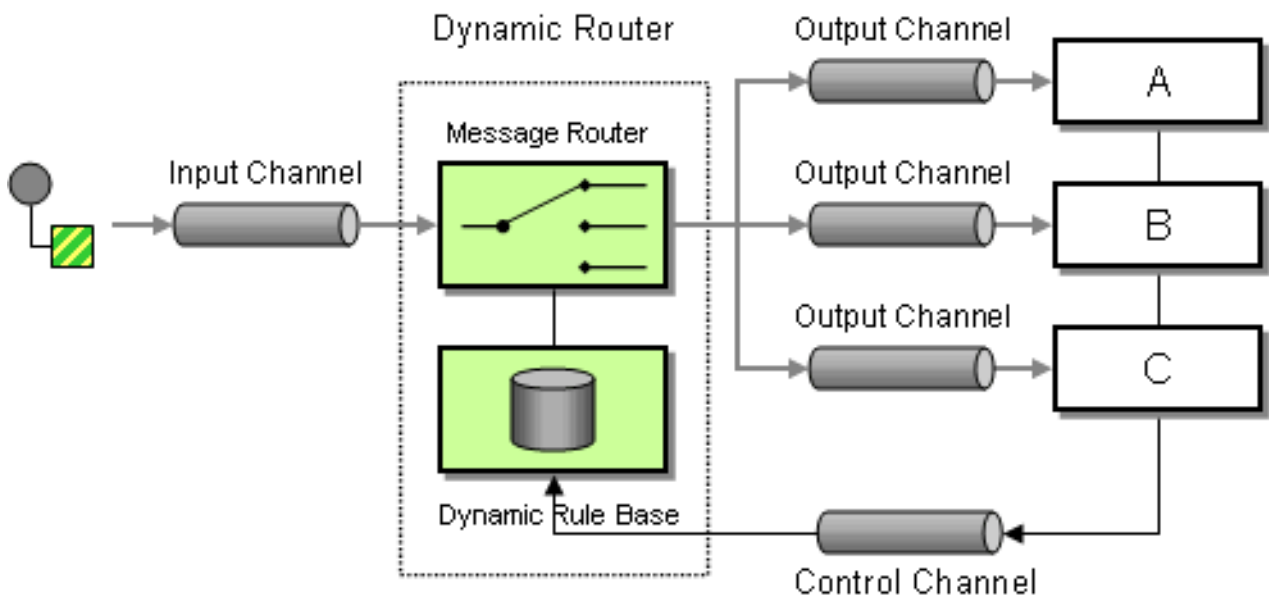 Dynamic Router
Output Channel
A
Message Router
Input Channel
Output Channel
B
Output Channel
C
Dynamic Rule Base
Control Channel